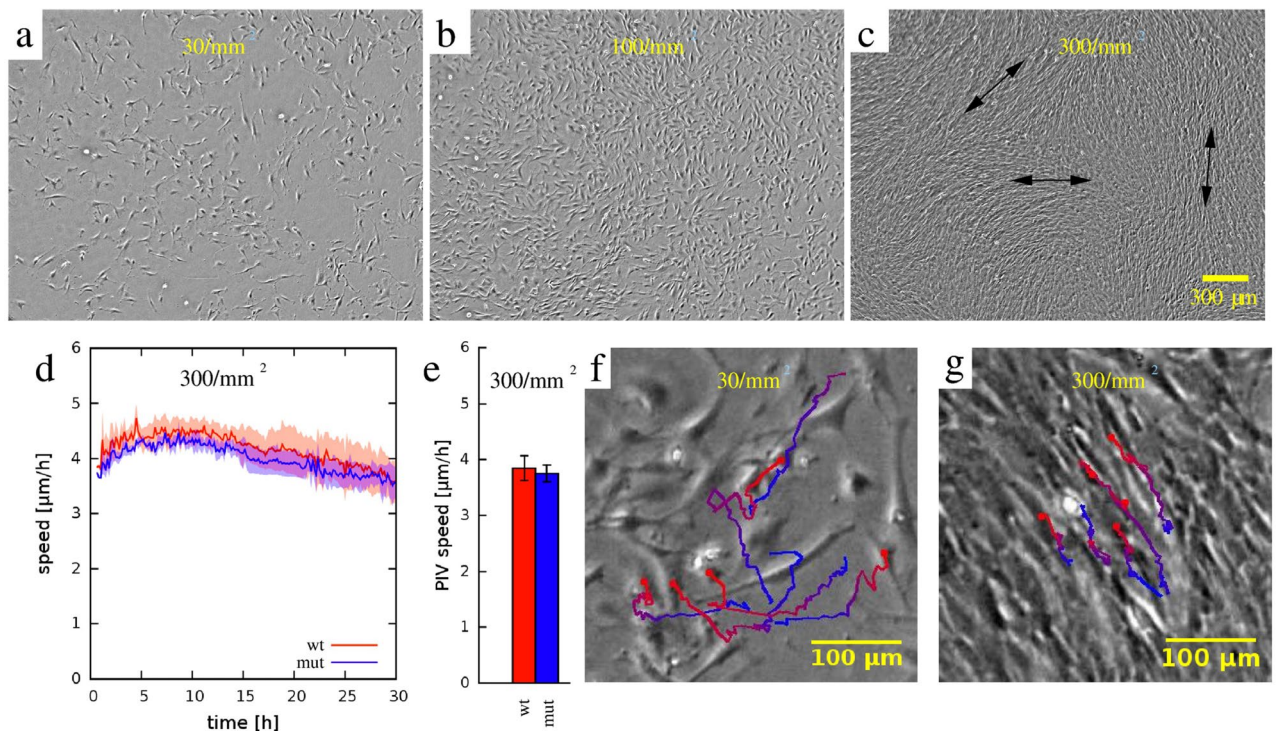 a
30/mm²
b
100/mm²
c
300/mm²
300 µm
d
300/mm²
speed [µm/h]
6
5
4
3
2
1
0
wt
mut
0
5
10
15
20
25
30
time [h]
e
300/mm²
PIV speed [µm/h]
6
5
4
3
2
1
0
wt
mut
f
30/mm²
100 µm
g
300/mm²
100 µm